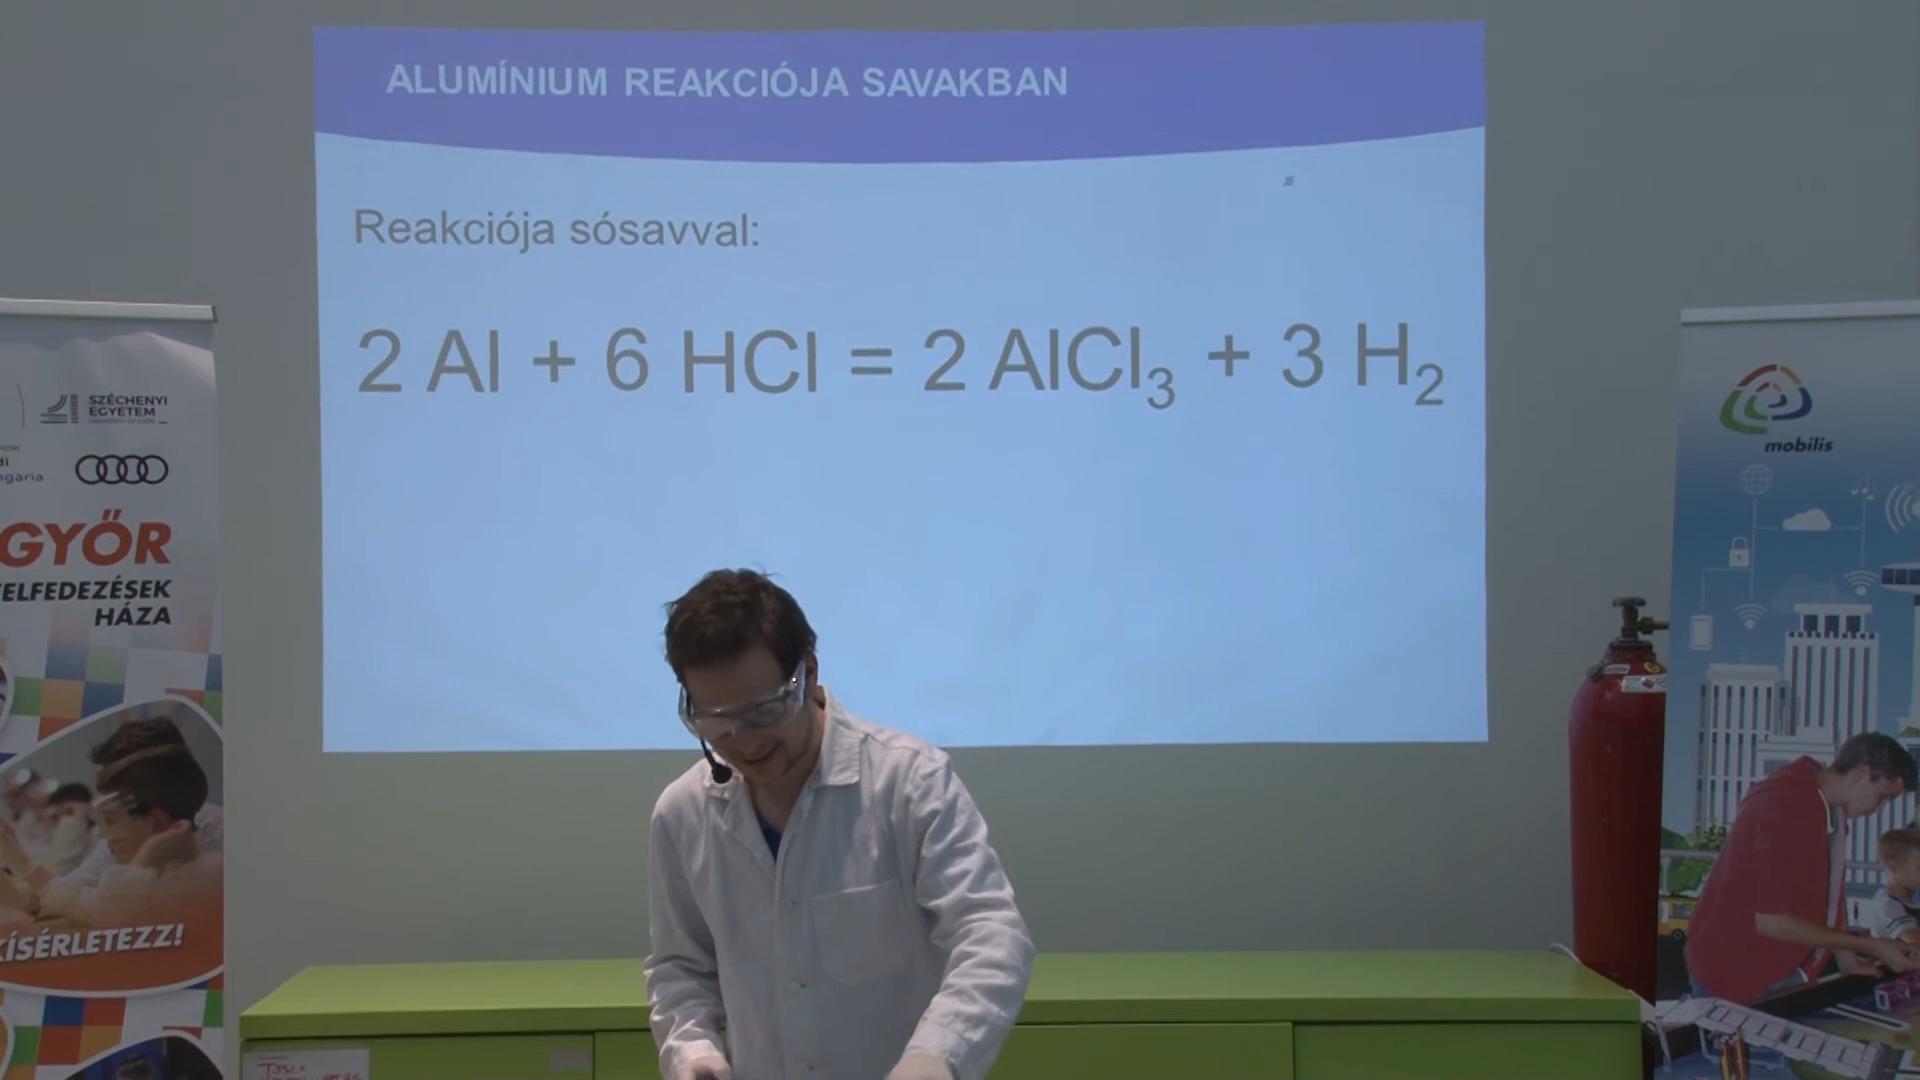 ALUMÍNIUM REAKCIÓJA SAVAKBAN
Reakciója sósavval:
2 Al + 6 HCl = 2 AlCl₃ + 3 H₂
SZÉCHENYI
EGYETEM
GYŐR
HÁZA
KÍSÉRLETEZZ!
mobilis